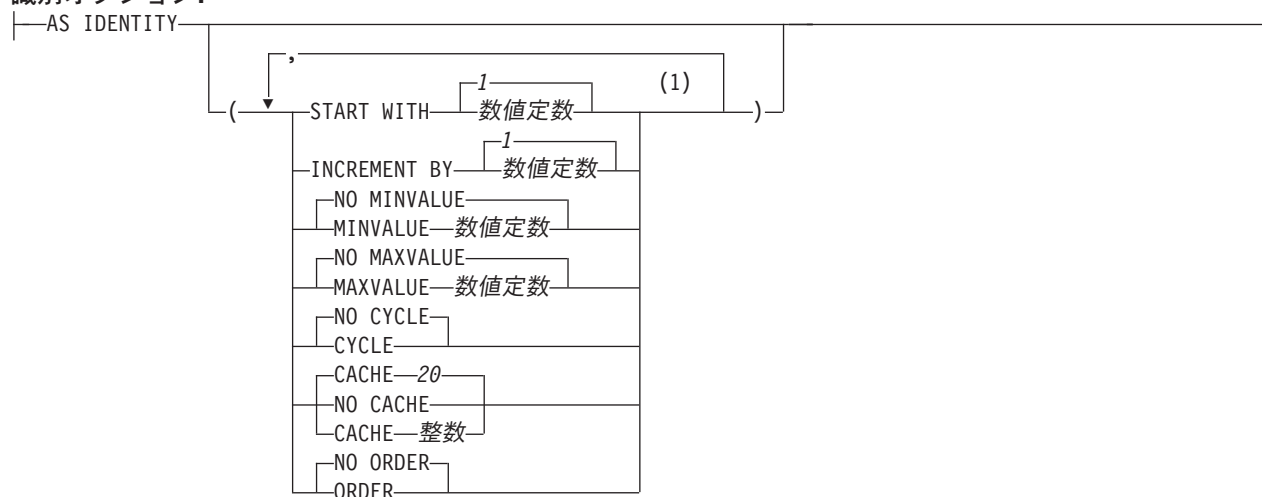 識別オプション:
AS IDENTITY
,
1 (1)
( START WITH 数値定数 )
1
INCREMENT BY 数値定数
NO MINVALUE
MINVALUE 数値定数
NO MAXVALUE
MAXVALUE 数値定数
NO CYCLE
CYCLE
CACHE 20
NO CACHE
CACHE 整数
NO ORDER
ORDER